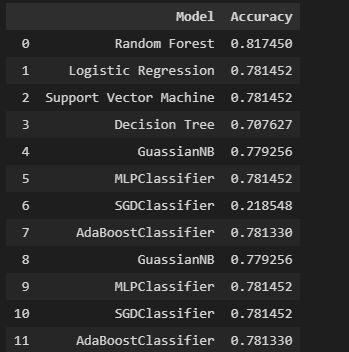 Model Accuracy
0 Random Forest 0.817450
1 Logistic Regression 0.781452
2 Support Vector Machine 0.781452
3 Decision Tree 0.707627
4 GuassianNB 0.779256
5 MLPClassifier 0.781452
6 SGDClassifier 0.218548
7 AdaBoostClassifier 0.781330
8 GuassianNB 0.779256
9 MLPClassifier 0.781452
10 SGDClassifier 0.781452
11 AdaBoostClassifier 0.781330